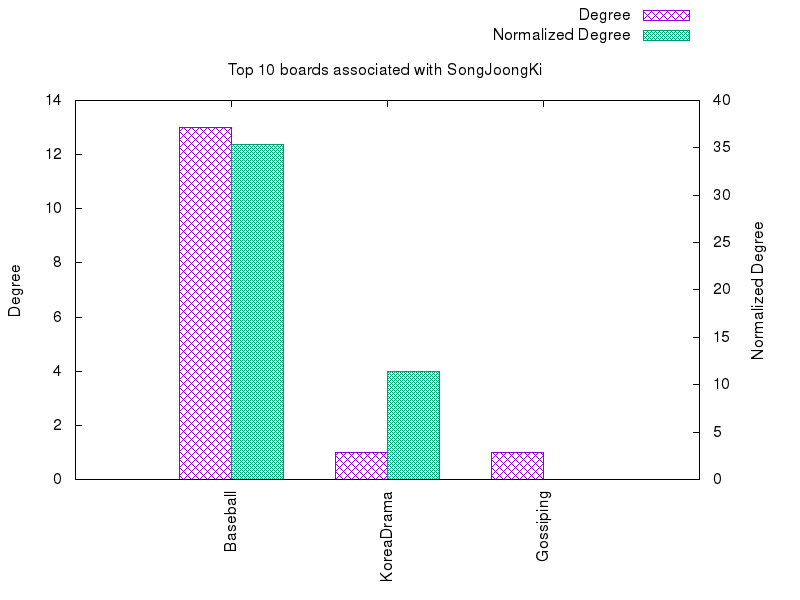 Degree
Normalized Degree
Top 10 boards associated with SongJoongKi
14
12
10
8
6
4
2
0
40
35
30
25
20
15
10
5
0
Degree
Normalized Degree
Baseball
KoreaDrama
Gossiping